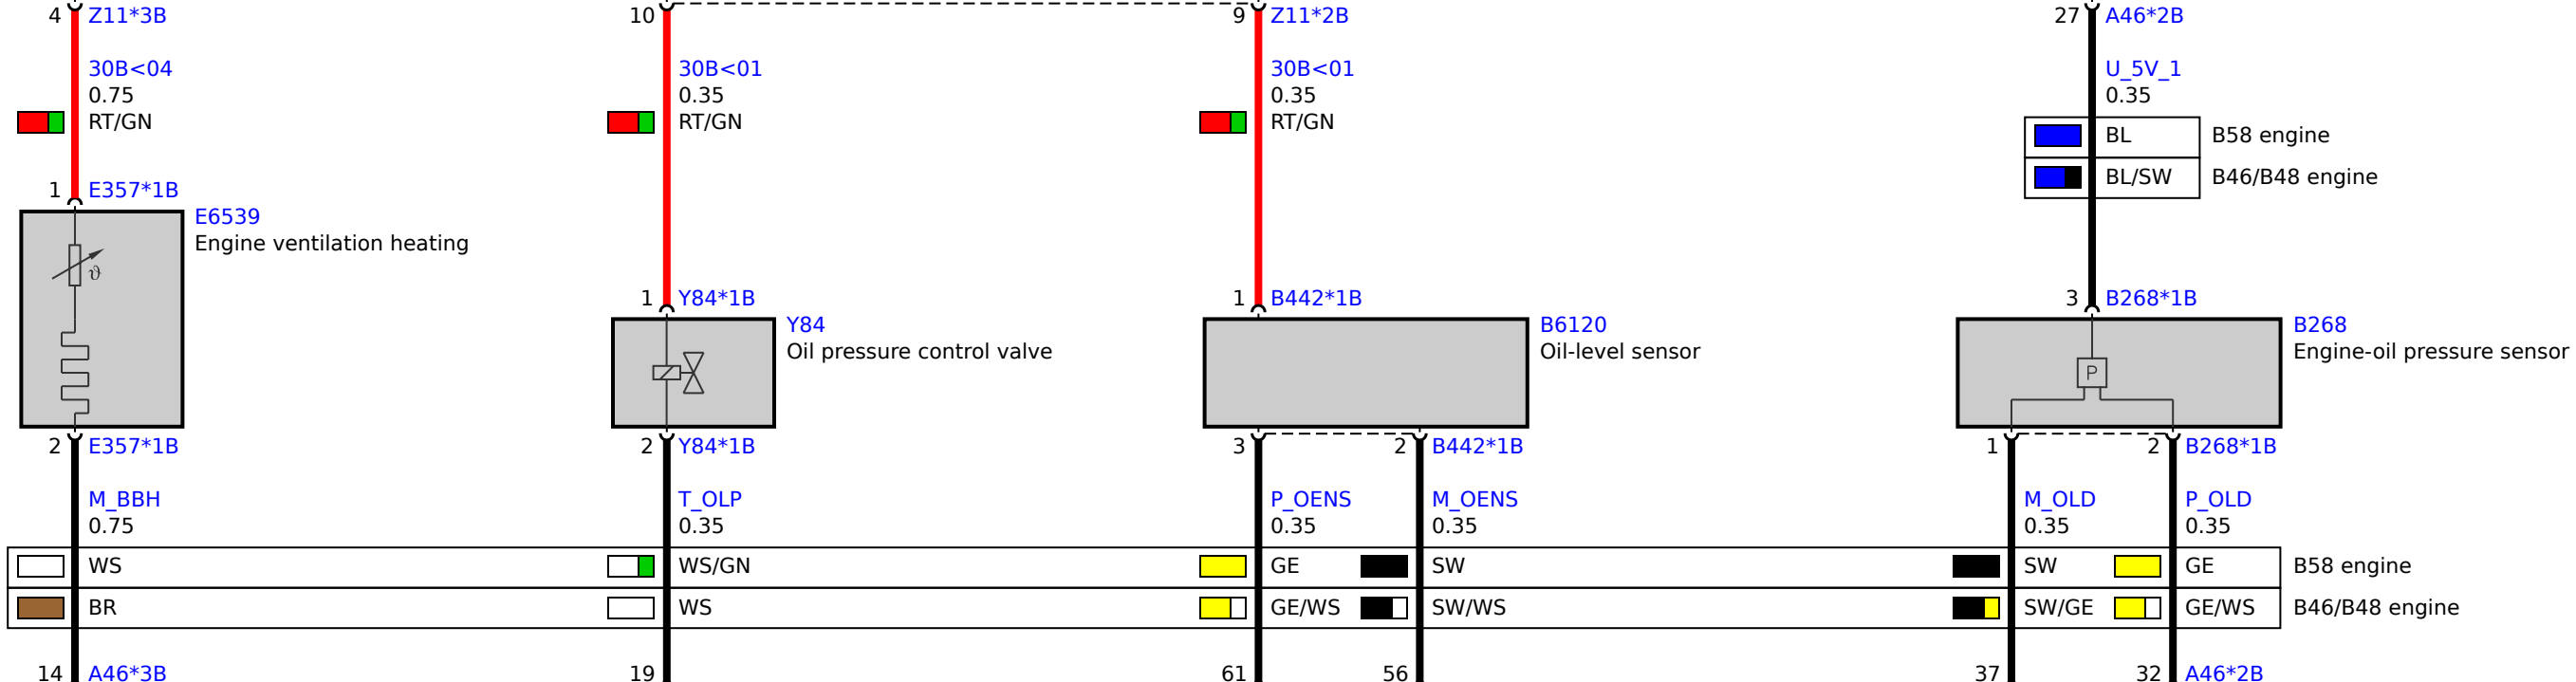 4 Z11*3B 10 9 Z11*2B 27 A46*2B
30B<04 30B<01 30B<01 U_5V_1
0.75 0.35 0.35 0.35
RT/GN RT/GN RT/GN
BL B58 engine
BL/SW B46/B48 engine
1 E357*1B
E6539
Engine ventilation heating
ϑ
1 Y84*1B 1 B442*1B 3 B268*1B
Y84 B6120 B268
Oil pressure control valve Oil-level sensor Engine-oil pressure sensor
P
2 E357*1B 2 Y84*1B 3 2 B442*1B 1 2 B268*1B
M_BBH T_OLP P_OENS M_OENS M_OLD P_OLD
0.75 0.35 0.35 0.35 0.35 0.35
WS WS/GN GE SW SW GE B58 engine
BR WS GE/WS SW/WS SW/GE GE/WS B46/B48 engine
14 A46*3B 19 61 56 37 32 A46*2B